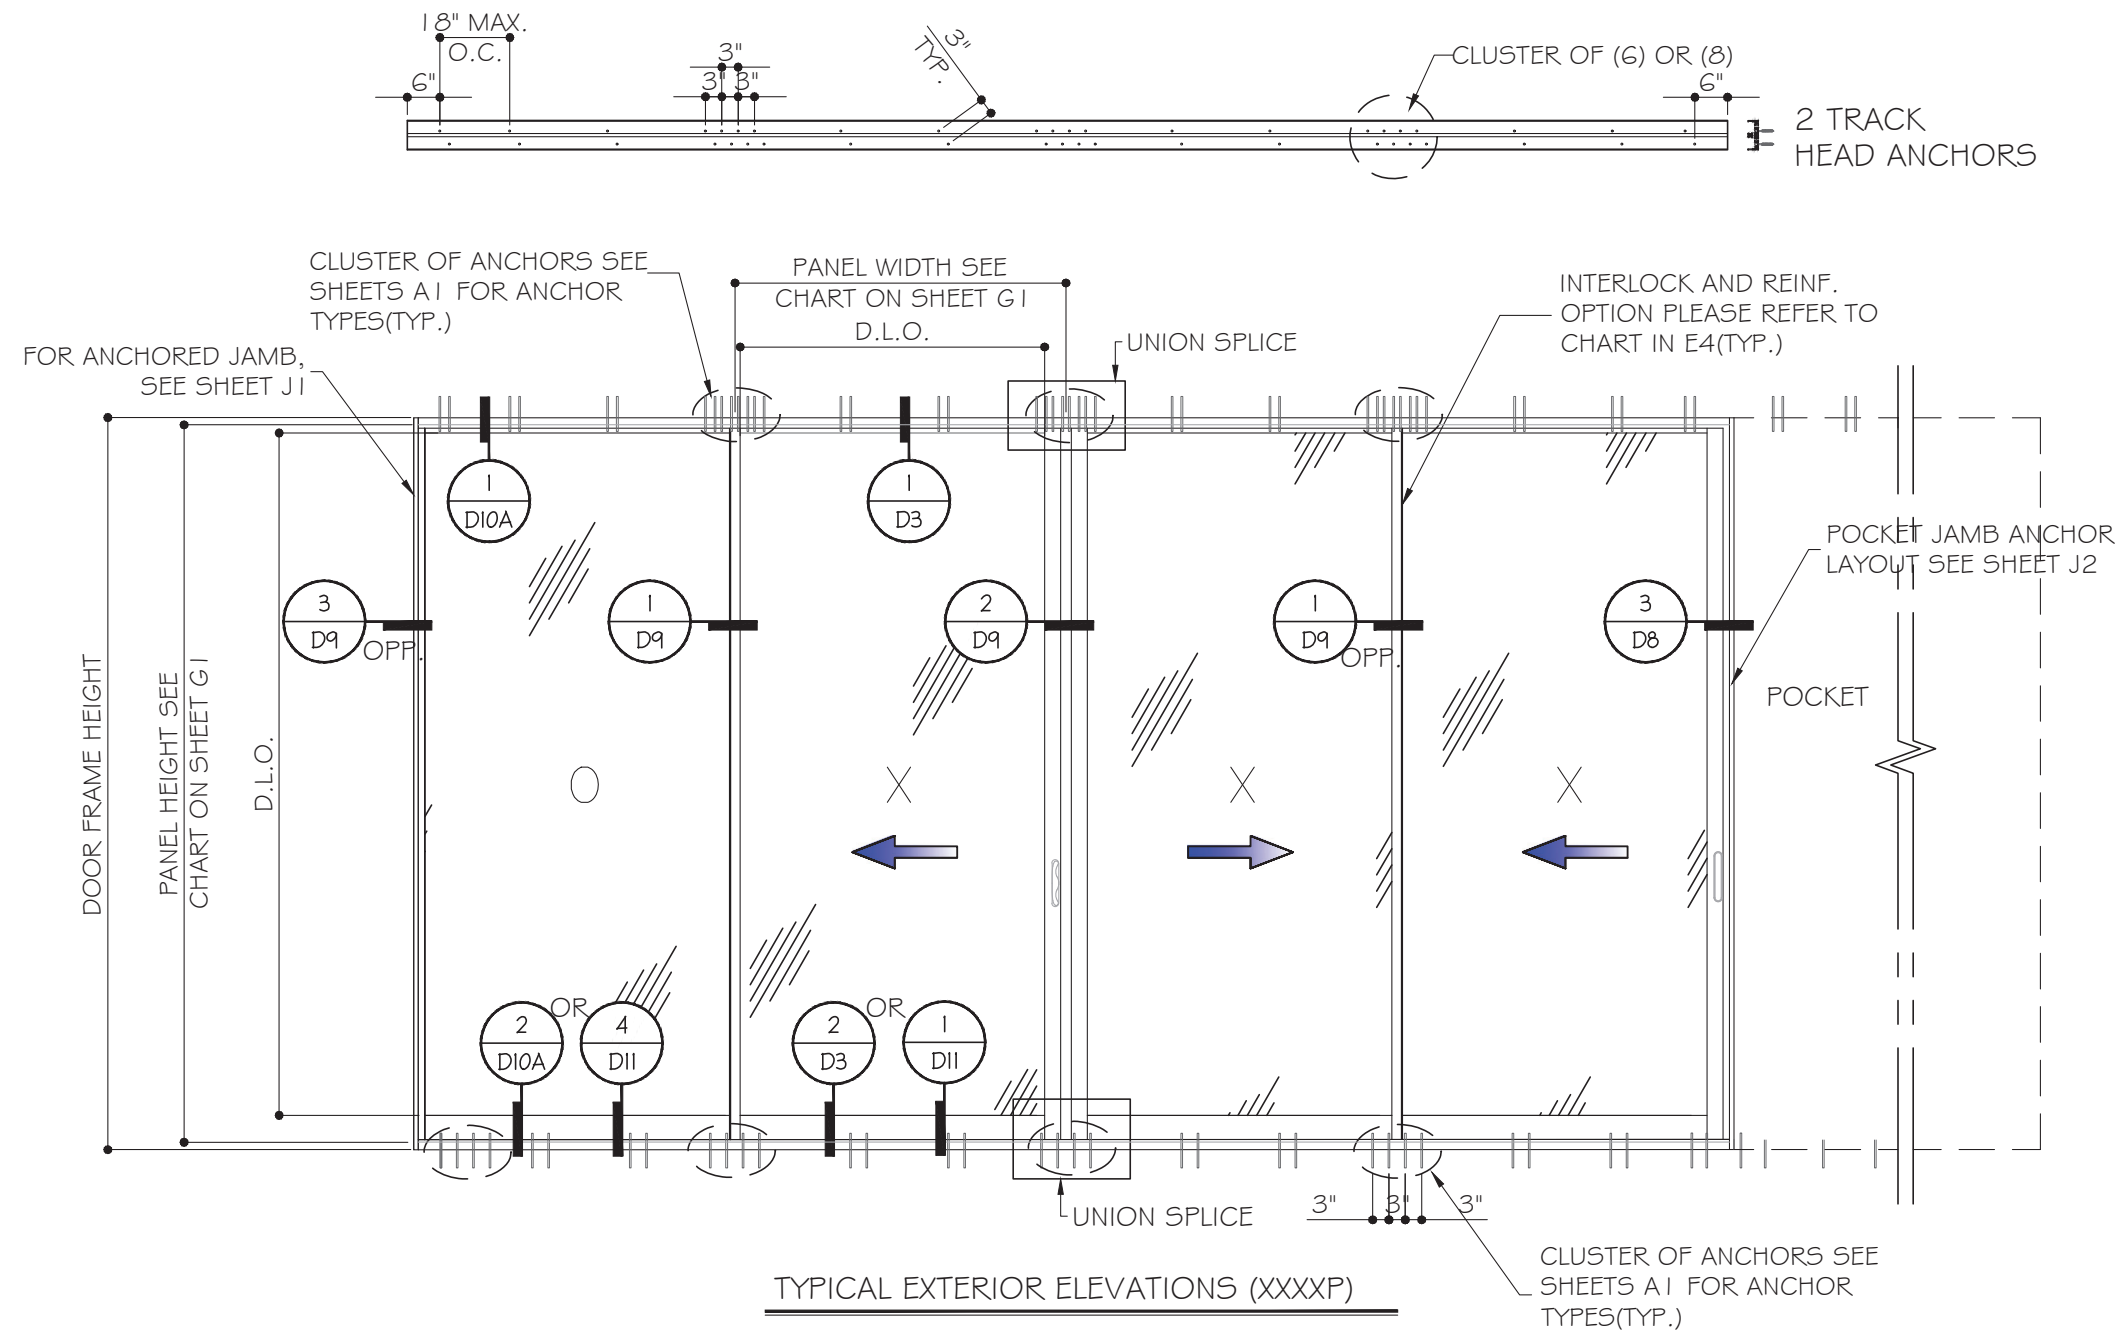 18" MAX.
O.C.
6"
3"
3" 3"
3"
TYP.
CLUSTER OF (6) OR (8)
6"
2 TRACK
HEAD ANCHORS
CLUSTER OF ANCHORS SEE
SHEETS A1 FOR ANCHOR
TYPES(TYP.)
PANEL WIDTH SEE
CHART ON SHEET G1
D.L.O.
UNION SPLICE
INTERLOCK AND REINF.
OPTION PLEASE REFER TO
CHART IN E4(TYP.)
FOR ANCHORED JAMB,
SEE SHEET J1
1
D10A
1
D3
POCKET JAMB ANCHOR
LAYOUT SEE SHEET J2
3
D9
OPP.
1
D9
2
D9
1
D9
OPP.
3
D8
POCKET
DOOR FRAME HEIGHT
PANEL HEIGHT SEE
CHART ON SHEET G1
D.L.O.
O
X
X
X
2
D10A
OR
4
D11
2
D3
OR
1
D11
UNION SPLICE
3" 3" 3"
CLUSTER OF ANCHORS SEE
SHEETS A1 FOR ANCHOR
TYPES(TYP.)
TYPICAL EXTERIOR ELEVATIONS (XXXXP)